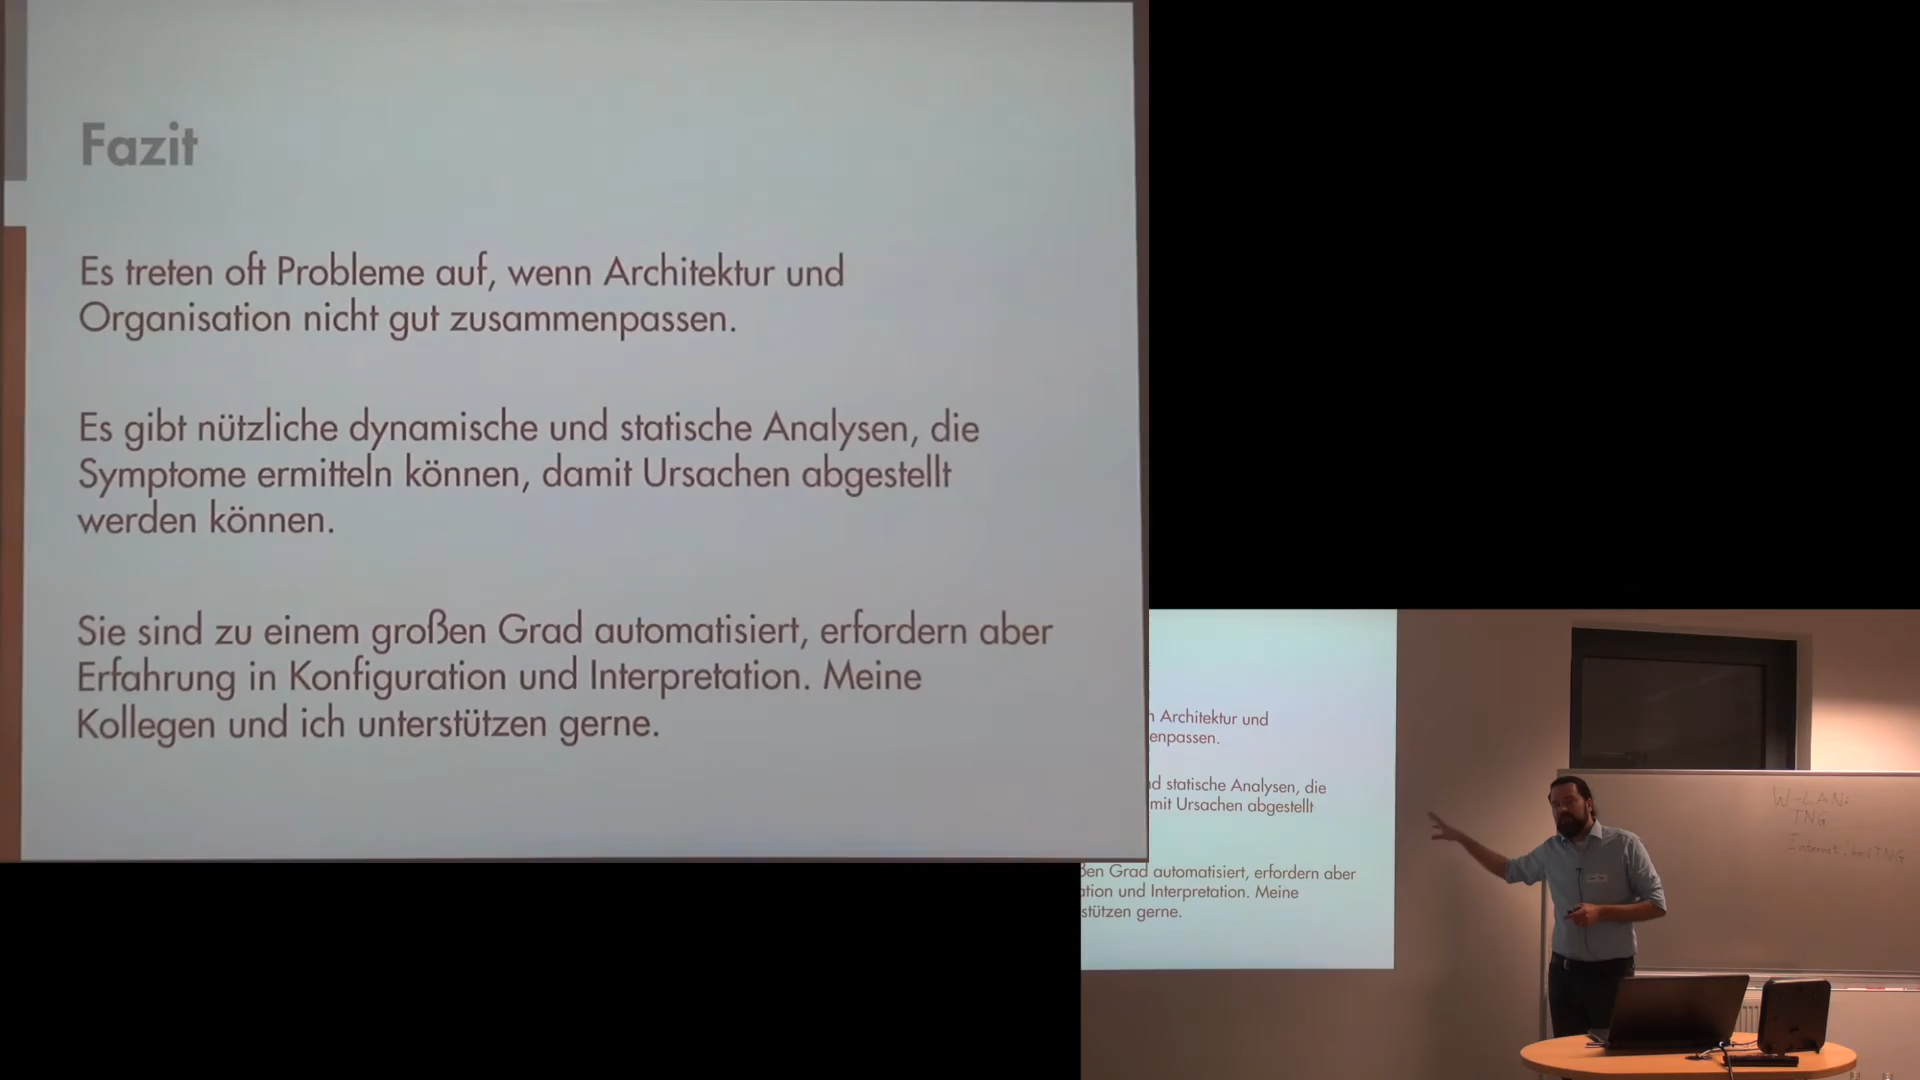 Fazit
Es treten oft Probleme auf, wenn Architektur und
Organisation nicht gut zusammenpassen.
Es gibt nützliche dynamische und statische Analysen, die
Symptome ermitteln können, damit Ursachen abgestellt
werden können.
Sie sind zu einem großen Grad automatisiert, erfordern aber
Erfahrung in Konfiguration und Interpretation. Meine
Kollegen und ich unterstützen gerne.
Architektur und
enpassen.
statische Analysen, die
mit Ursachen abgestellt
ßen Grad automatisiert, erfordern aber
ation und Interpretation. Meine
stützen gerne.
W-LAN:
TNG